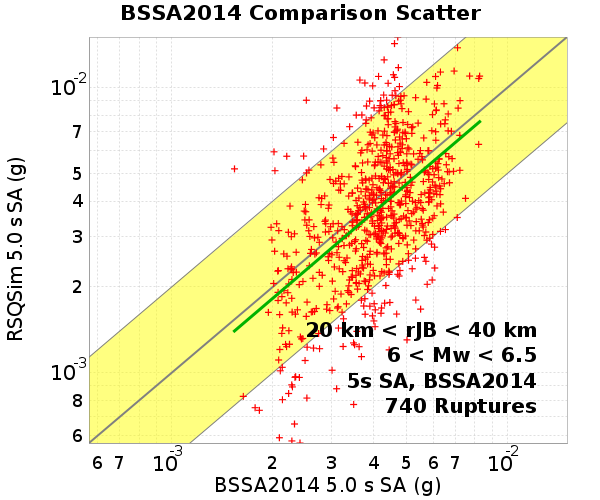 BSSA2014 Comparison Scatter
RSQSim 5.0 s SA (g)
10-2
7
5
4
3
2
10-3
8
6
20 km < rJB < 40 km
6 < Mw < 6.5
5s SA, BSSA2014
740 Ruptures
6 7 10-3 2 3 4 5 6 7 10-2
BSSA2014 5.0 s SA (g)